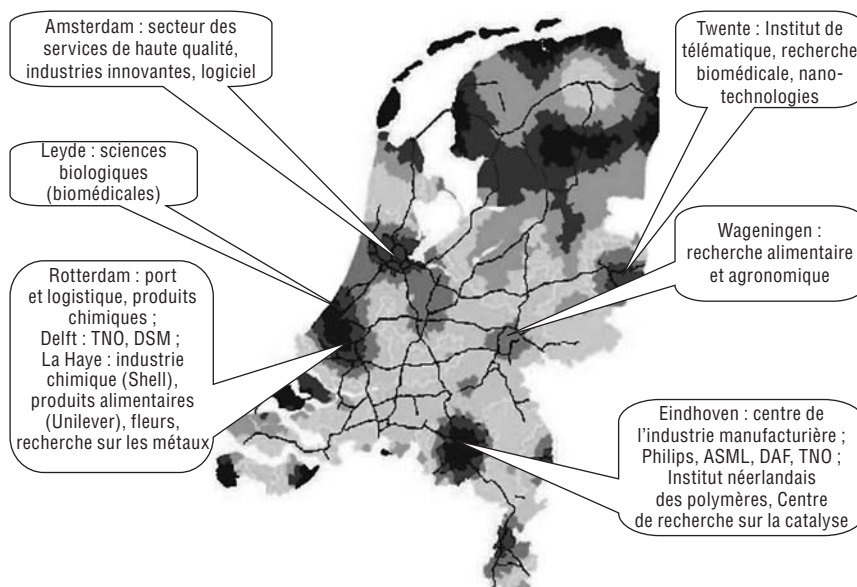 Amsterdam : secteur des
services de haute qualité,
industries innovantes, logiciel
Leyde : sciences
biologiques
(biomédicales)
Rotterdam : port
et logistique, produits
chimiques ;
Delft : TNO, DSM ;
La Haye : industrie
chimique (Shell),
produits alimentaires
(Unilever), fleurs,
recherche sur les métaux
Twente : Institut de
télématique, recherche
biomédicale, nano-
technologies
Wageningen :
recherche alimentaire
et agronomique
Eindhoven : centre de
l'industrie manufacturière ;
Philips, ASML, DAF, TNO ;
Institut néerlandais
des polymères, Centre
de recherche sur la catalyse